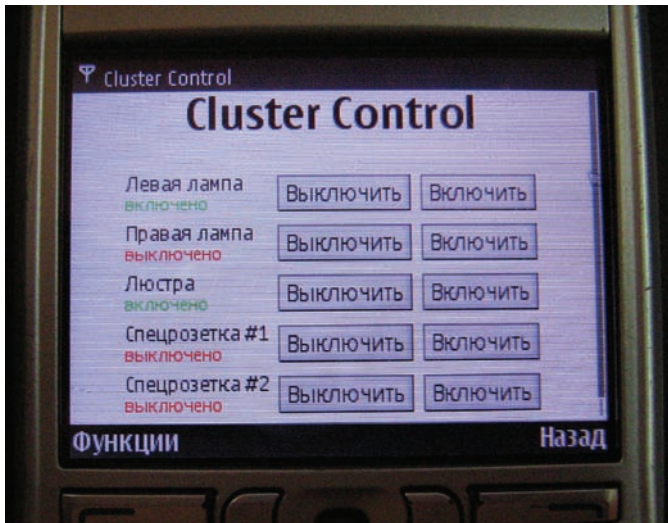 Cluster Control
Cluster Control
Левая лампа
включено
Выключить Включить
Правая лампа
выключено
Выключить Включить
Люстра
включено
Выключить Включить
Спецрозетка #1
выключено
Выключить Включить
Спецрозетка #2
выключено
Выключить Включить
Функции Назад